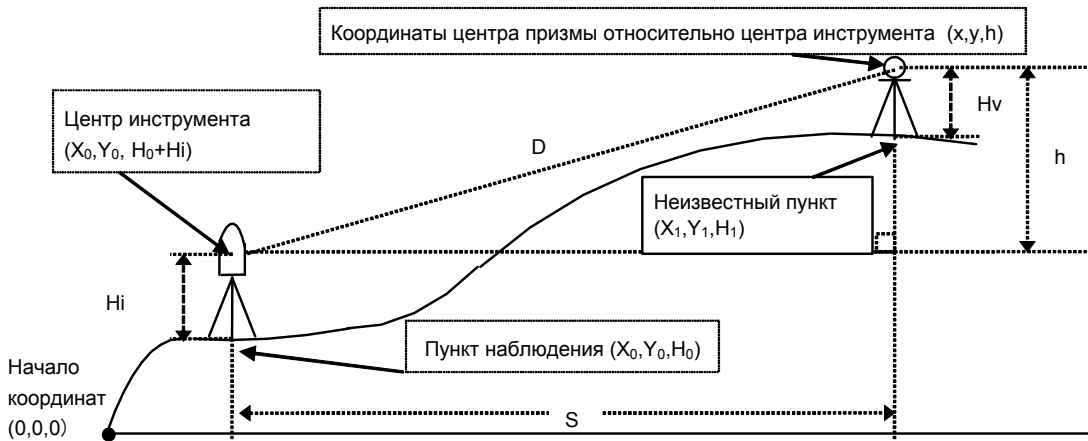 Координаты центра призмы относительно центра инструмента (x,y,h)
Центр инструмента
(X₀,Y₀, H₀+Hi)
D
Hv
h
Неизвестный пункт
(X₁,Y₁,H₁)
Hi
Пункт наблюдения (X₀,Y₀,H₀)
Начало
координат
(0,0,0)
S